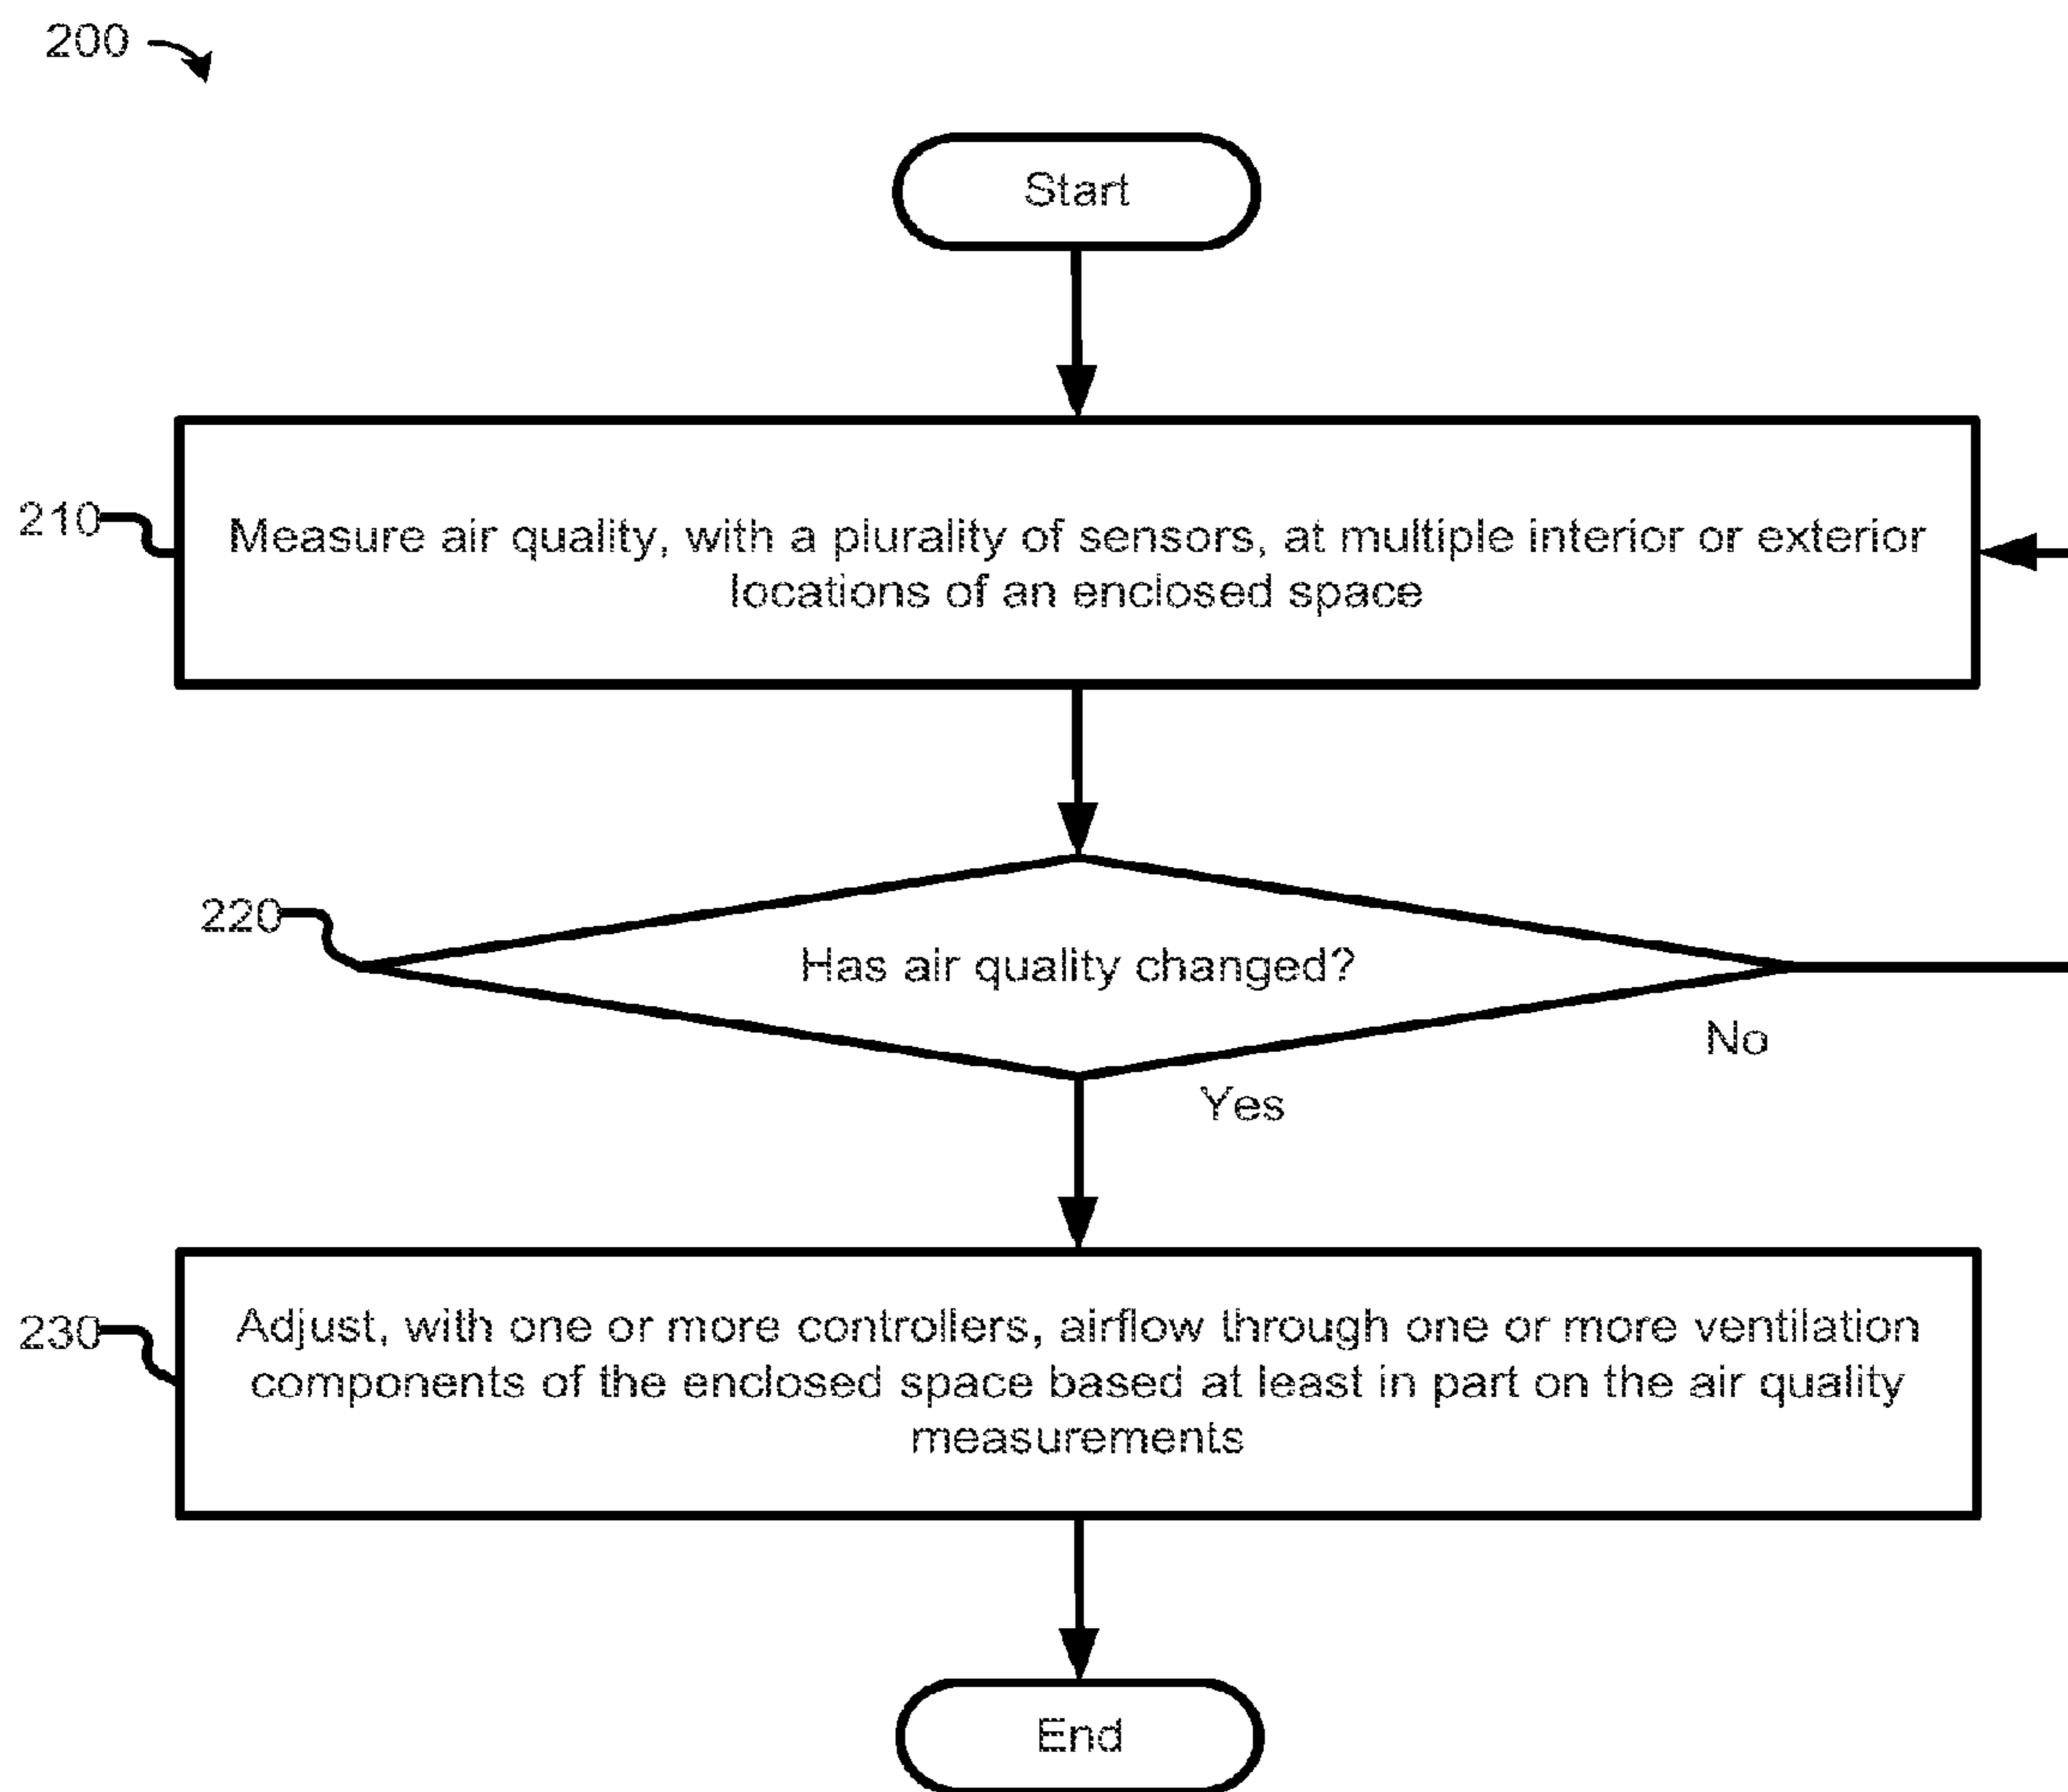 200
Start
210
Measure air quality, with a plurality of sensors, at multiple interior or exterior
locations of an enclosed space
220
Has air quality changed?
No
Yes
230
Adjust, with one or more controllers, airflow through one or more ventilation
components of the enclosed space based at least in part on the air quality
measurements
End